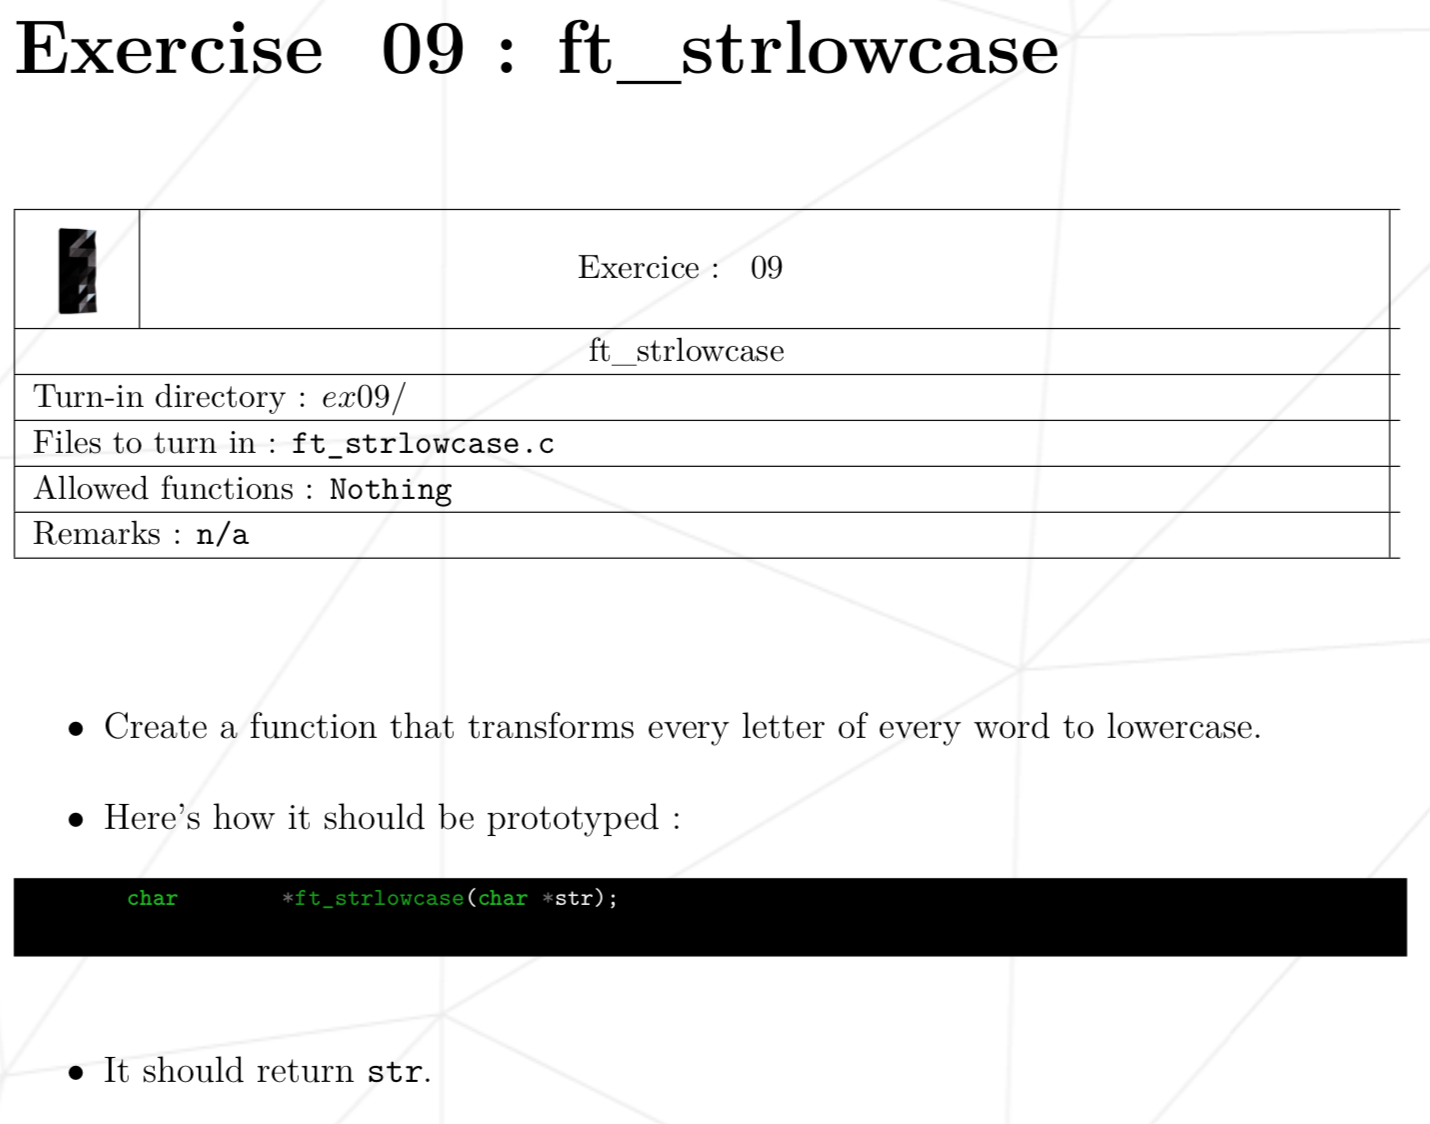 Exercise 09 : ft_strlowcase
Exercice : 09
ft_strlowcase
Turn-in directory : ex09/
Files to turn in : ft_strlowcase.c
Allowed functions : Nothing
Remarks : n/a
• Create a function that transforms every letter of every word to lowercase.
• Here's how it should be prototyped :
char *ft_strlowcase(char *str);
• It should return str.